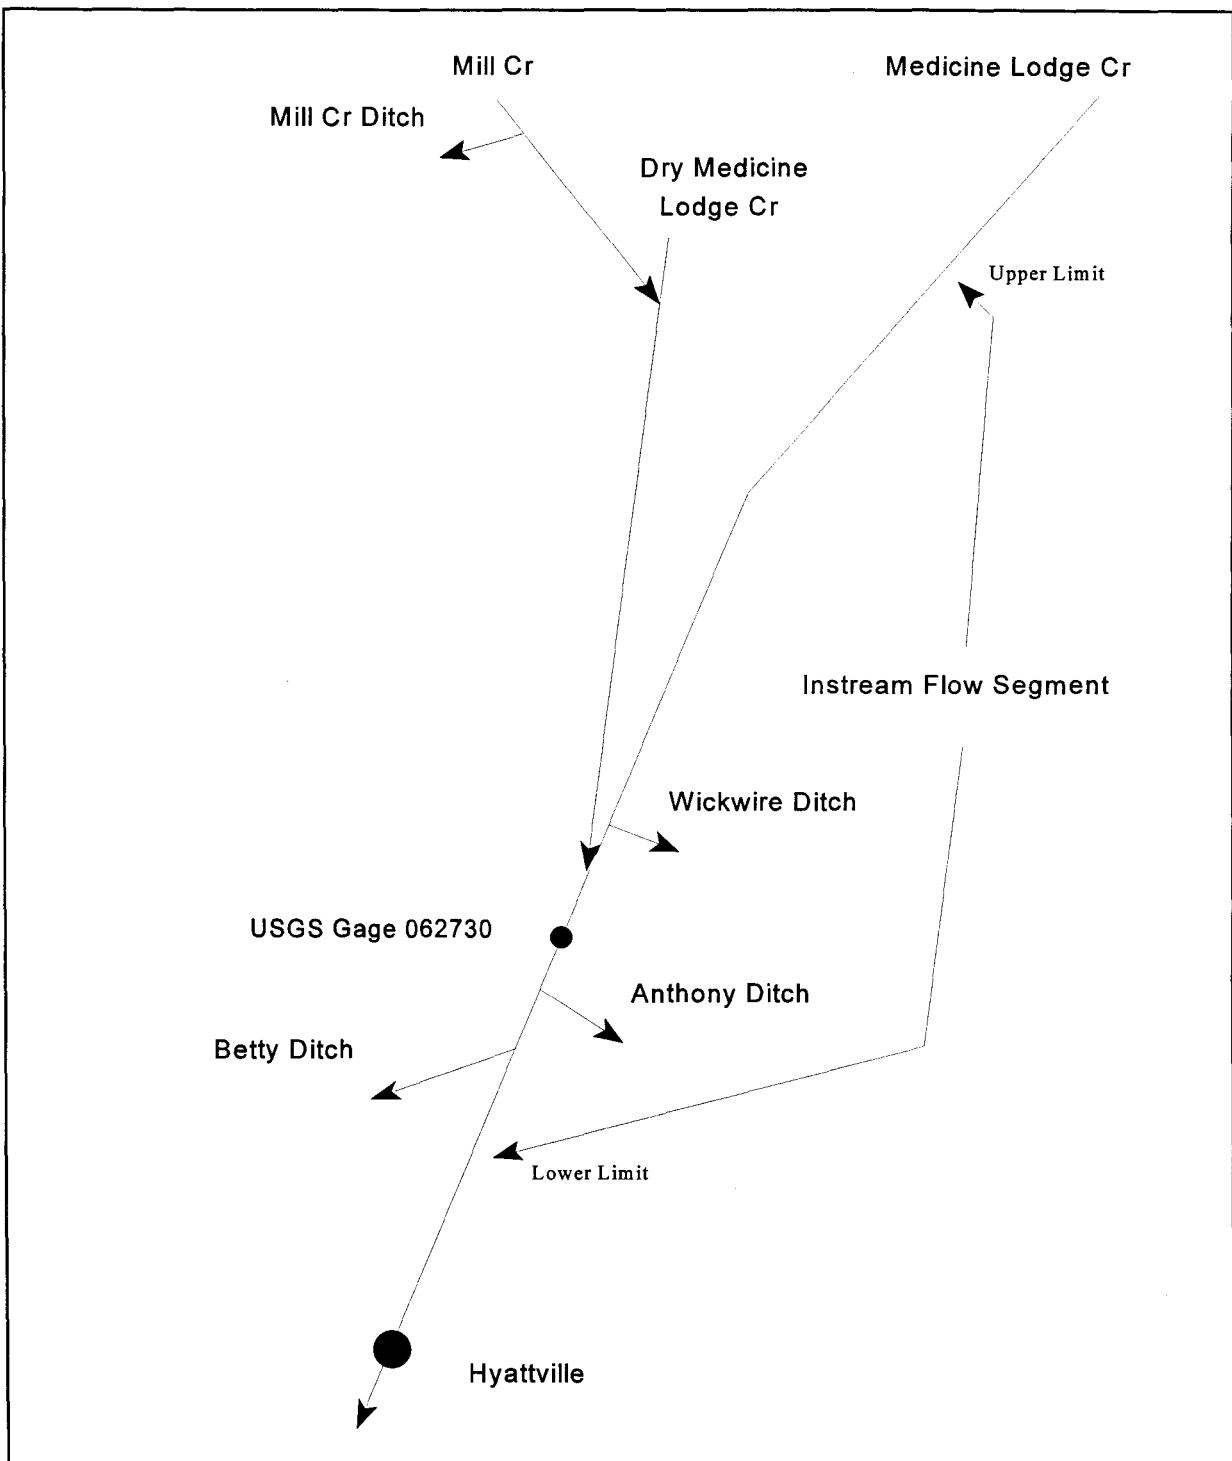 Mill Cr
Medicine Lodge Cr
Mill Cr Ditch
Dry Medicine
Lodge Cr
Upper Limit
Instream Flow Segment
Wickwire Ditch
USGS Gage 062730
Anthony Ditch
Betty Ditch
Lower Limit
Hyattville